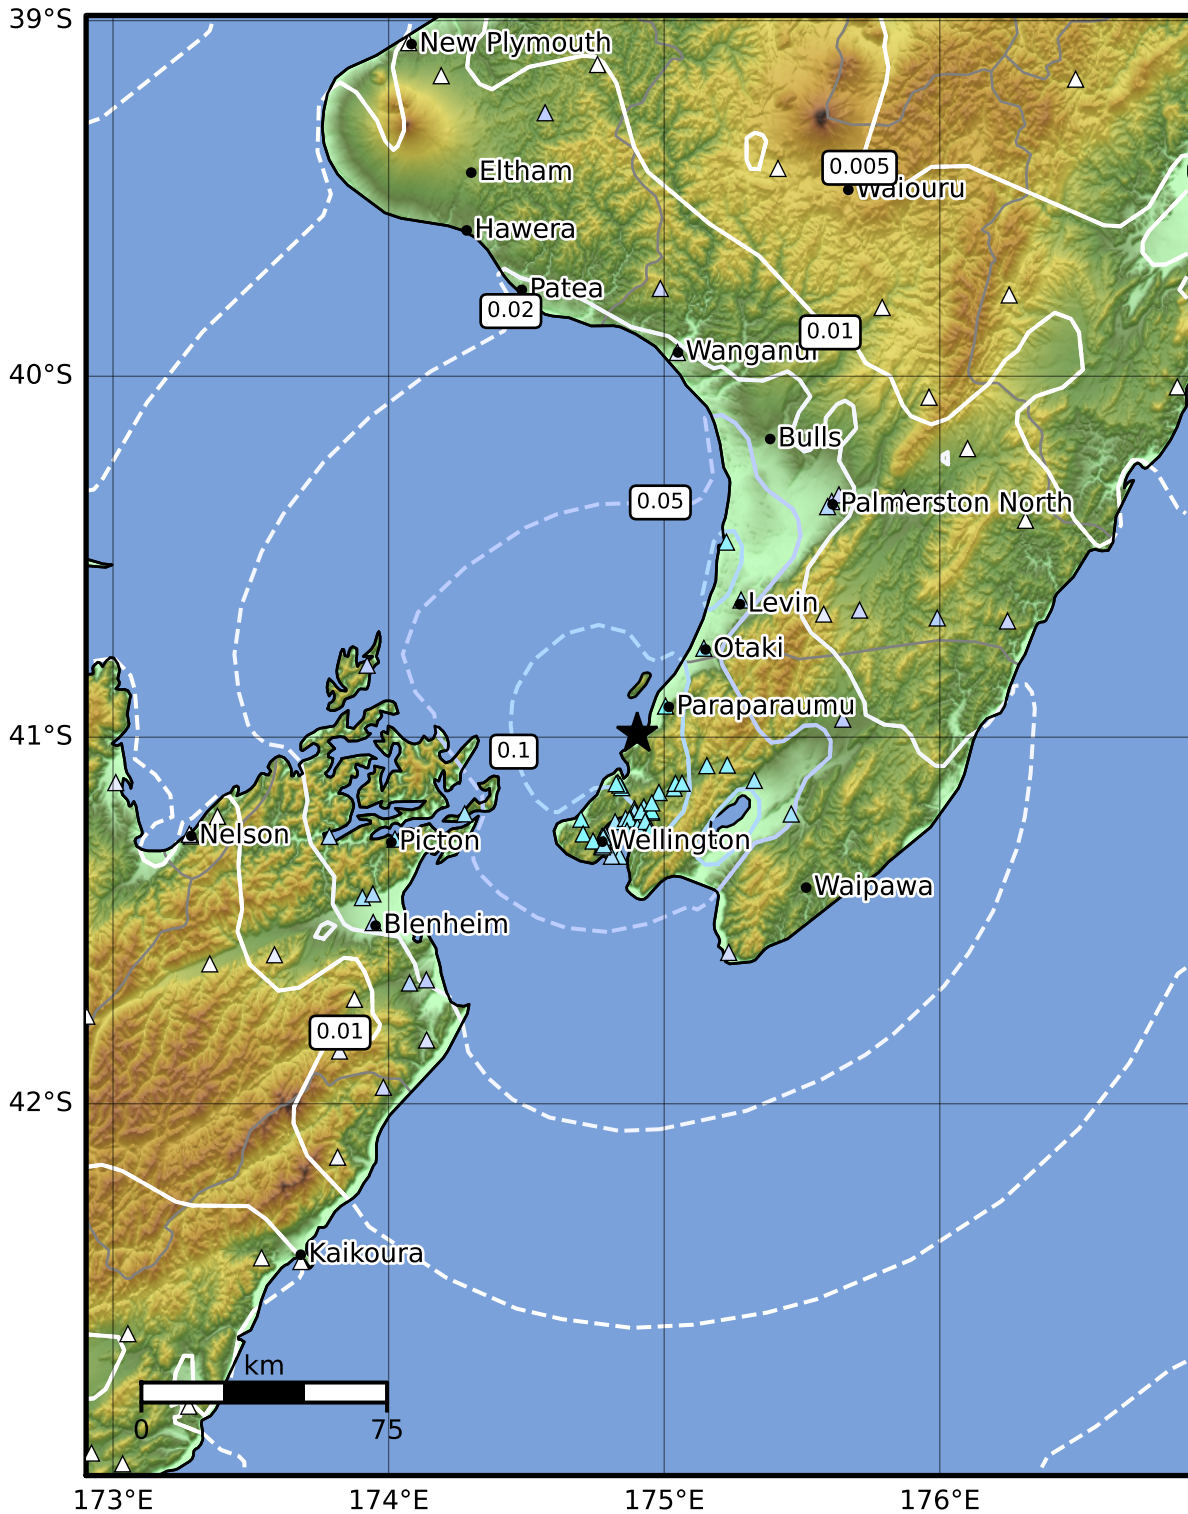 39°S
New Plymouth
0.005
Eltham
Waiouru
Hawera
Patea
0.02
0.01
Wanganui
40°S
Bulls
0.05
Palmerston North
Levin
Otaki
Paraparaumu
41°S
0.1
Nelson
Picton
Wellington
Waipawa
Blenheim
0.01
42°S
Kaikoura
km
0 75
173°E 174°E 175°E 176°E